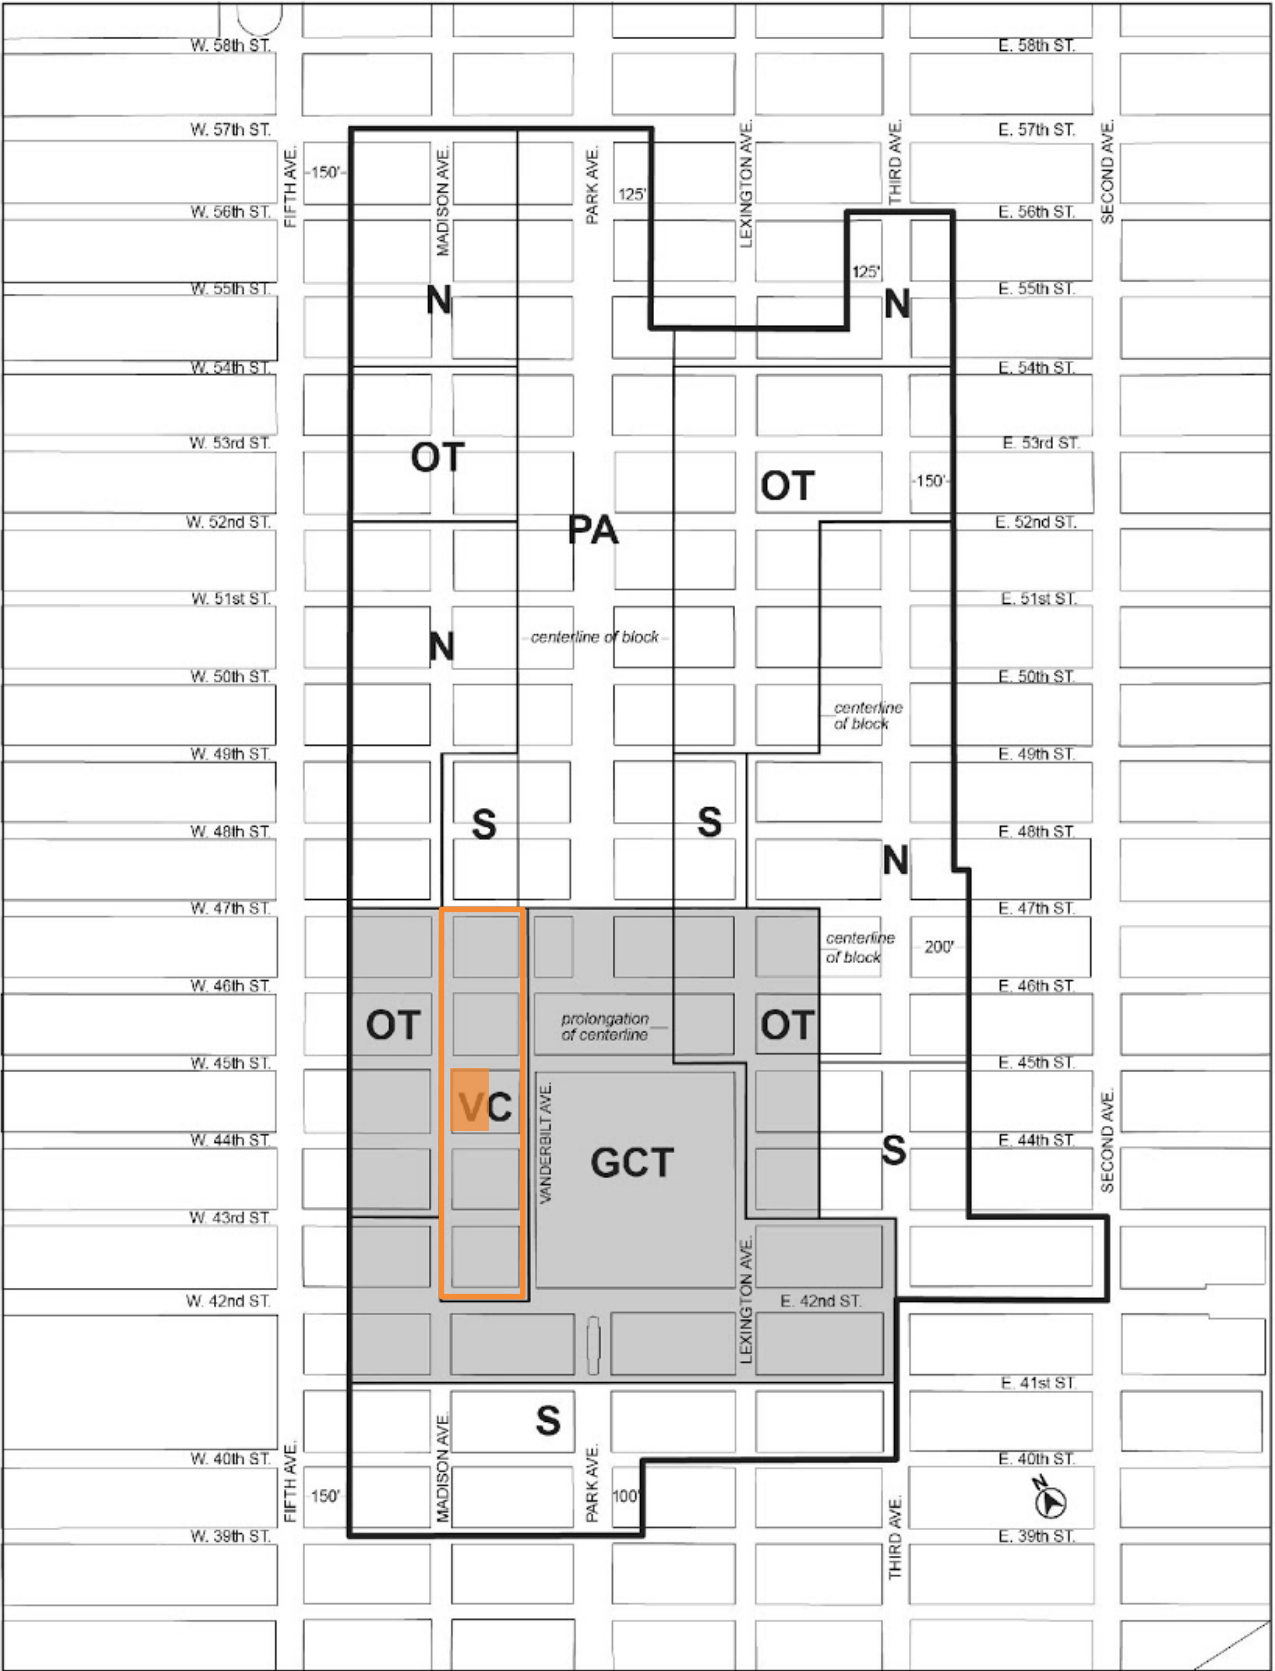 W. 58th ST.
E. 58th ST.
W. 57th ST.
E. 57th ST.
FIFTH AVE.
150'
MADISON AVE.
PARK AVE.
125'
LEXINGTON AVE.
THIRD AVE.
SECOND AVE.
W. 56th ST.
E. 56th ST.
125'
W. 55th ST.
N
N
E. 55th ST.
W. 54th ST.
E. 54th ST.
W. 53rd ST.
E. 53rd ST.
OT
OT
150'
W. 52nd ST.
PA
E. 52nd ST.
W. 51st ST.
E. 51st ST.
N
centerline of block
W. 50th ST.
E. 50th ST.
centerline
of block
W. 49th ST.
E. 49th ST.
S
S
W. 48th ST.
E. 48th ST.
N
W. 47th ST.
E. 47th ST.
centerline
of block
200'
W. 46th ST.
E. 46th ST.
OT
prolongation
of centerline
OT
W. 45th ST.
E. 45th ST.
VC
VANDERBILT AVE.
GCT
W. 44th ST.
S
E. 44th ST.
SECOND AVE.
W. 43rd ST.
W. 42nd ST.
LEXINGTON AVE.
E. 42nd ST.
E. 41st ST.
S
W. 40th ST.
E. 40th ST.
FIFTH AVE.
150'
MADISON AVE.
PARK AVE.
100'
THIRD AVE.
N
W. 39th ST.
E. 39th ST.